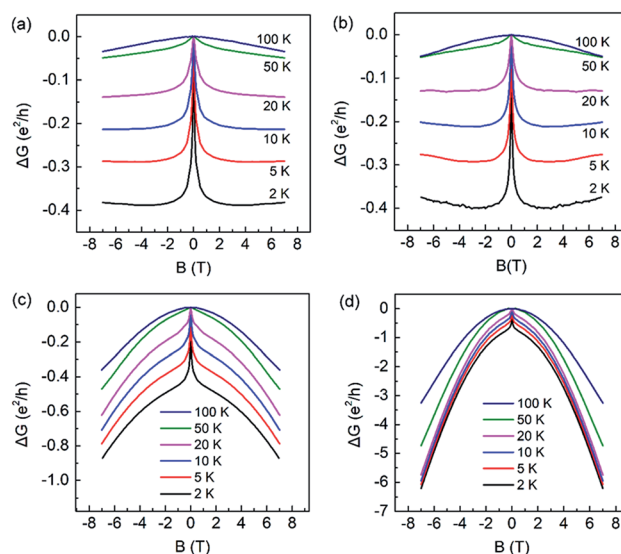 (a)
0.0
-0.1
-0.2
-0.3
-0.4
ΔG (e²/h)
100 K
50 K
20 K
10 K
5 K
2 K
-8 -6 -4 -2 0 2 4 6 8
B (T)
(b)
0.0
-0.1
-0.2
-0.3
-0.4
ΔG (e²/h)
100 K
50 K
20 K
10 K
5 K
2 K
-8 -6 -4 -2 0 2 4 6 8
B(T)
(c)
0.0
-0.2
-0.4
-0.6
-0.8
-1.0
ΔG (e²/h)
100 K
50 K
20 K
10 K
5 K
2 K
-8 -6 -4 -2 0 2 4 6 8
B (T)
(d)
0
-1
-2
-3
-4
-5
-6
-7
ΔG (e²/h)
100 K
50 K
20 K
10 K
5 K
2 K
-8 -6 -4 -2 0 2 4 6 8
B (T)